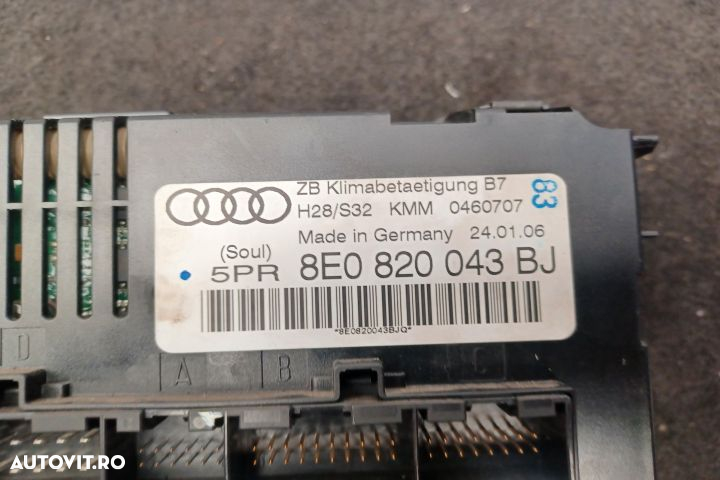 ZB Klimabetaetigung B7
83
H28/S32 KMM 0460707
Made in Germany 24.01.06
(Soul)
5PR 8E0 820 043 BJ
*8E0820043BJQ*
D
A
B
C
AUTOVIT.RO